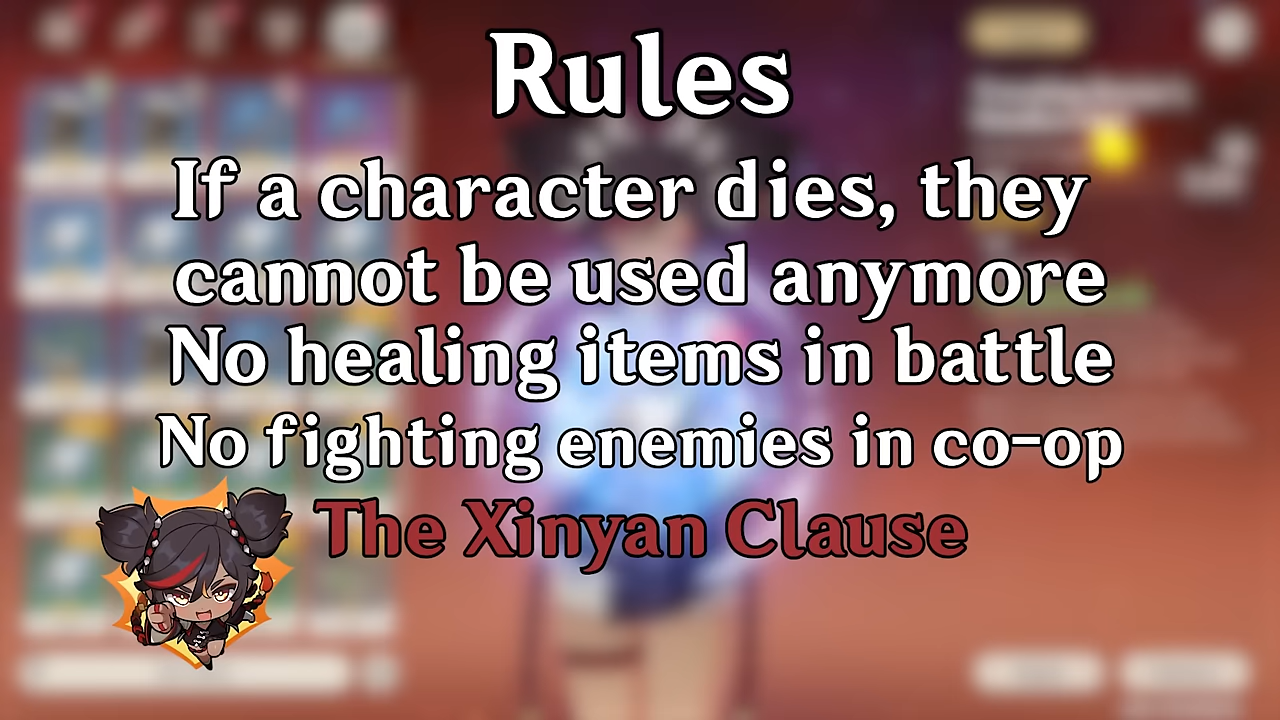 Rules
If a character dies, they
cannot be used anymore
No healing items in battle
No fighting enemies in co-op
The Xinyan Clause